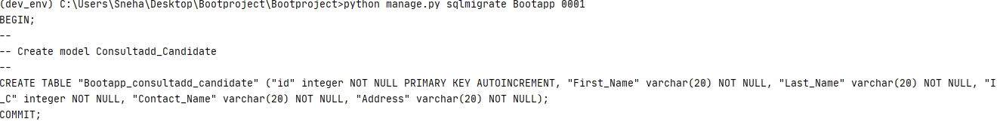 (dev_env) C:\Users\Sneha\Desktop\Bootproject\Bootproject>python manage.py sqlmigrate Bootapp 0001
BEGIN;
--
-- Create model Consultadd_Candidate
--
CREATE TABLE "Bootapp_consultadd_candidate" ("id" integer NOT NULL PRIMARY KEY AUTOINCREMENT, "First_Name" varchar(20) NOT NULL, "Last_Name" varchar(20) NOT NULL, "I
_C" integer NOT NULL, "Contact_Name" varchar(20) NOT NULL, "Address" varchar(20) NOT NULL);
COMMIT;